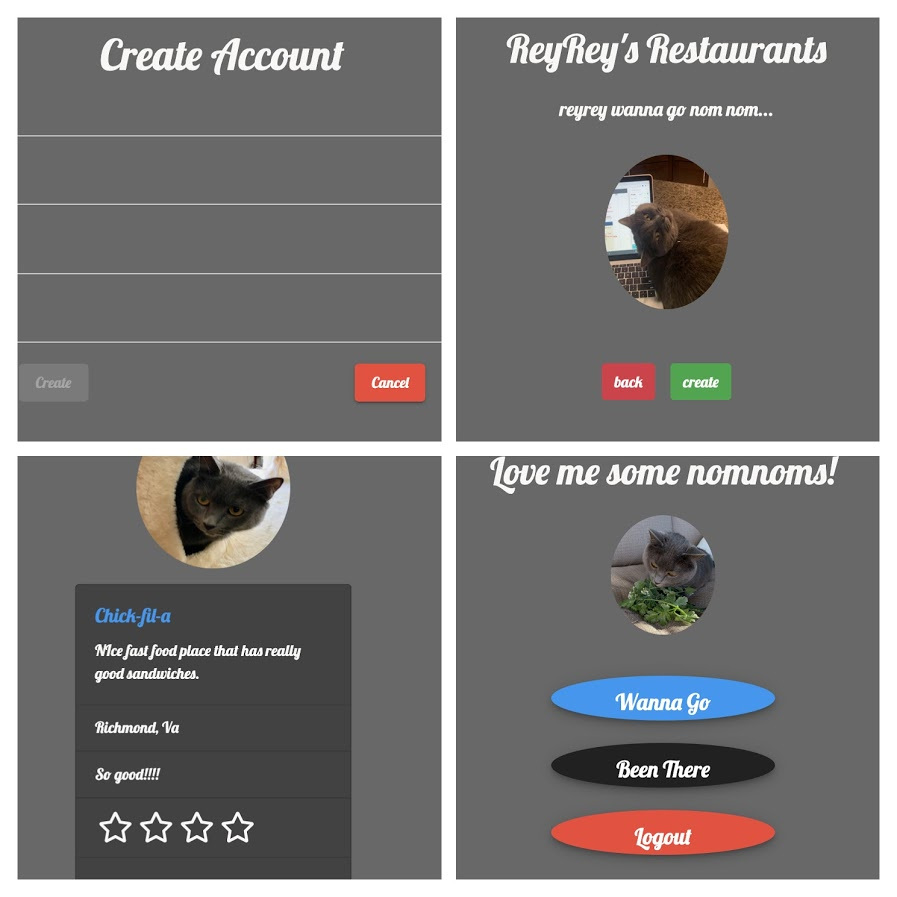 Create Account
Create
Cancel
ReyRey's Restaurants
reyrey wanna go nom nom...
back
create
Chick-fil-a
NIce fast food place that has really
good sandwiches.
Richmond, Va
So good!!!!
Love me some nomnoms!
Wanna Go
Been There
Logout